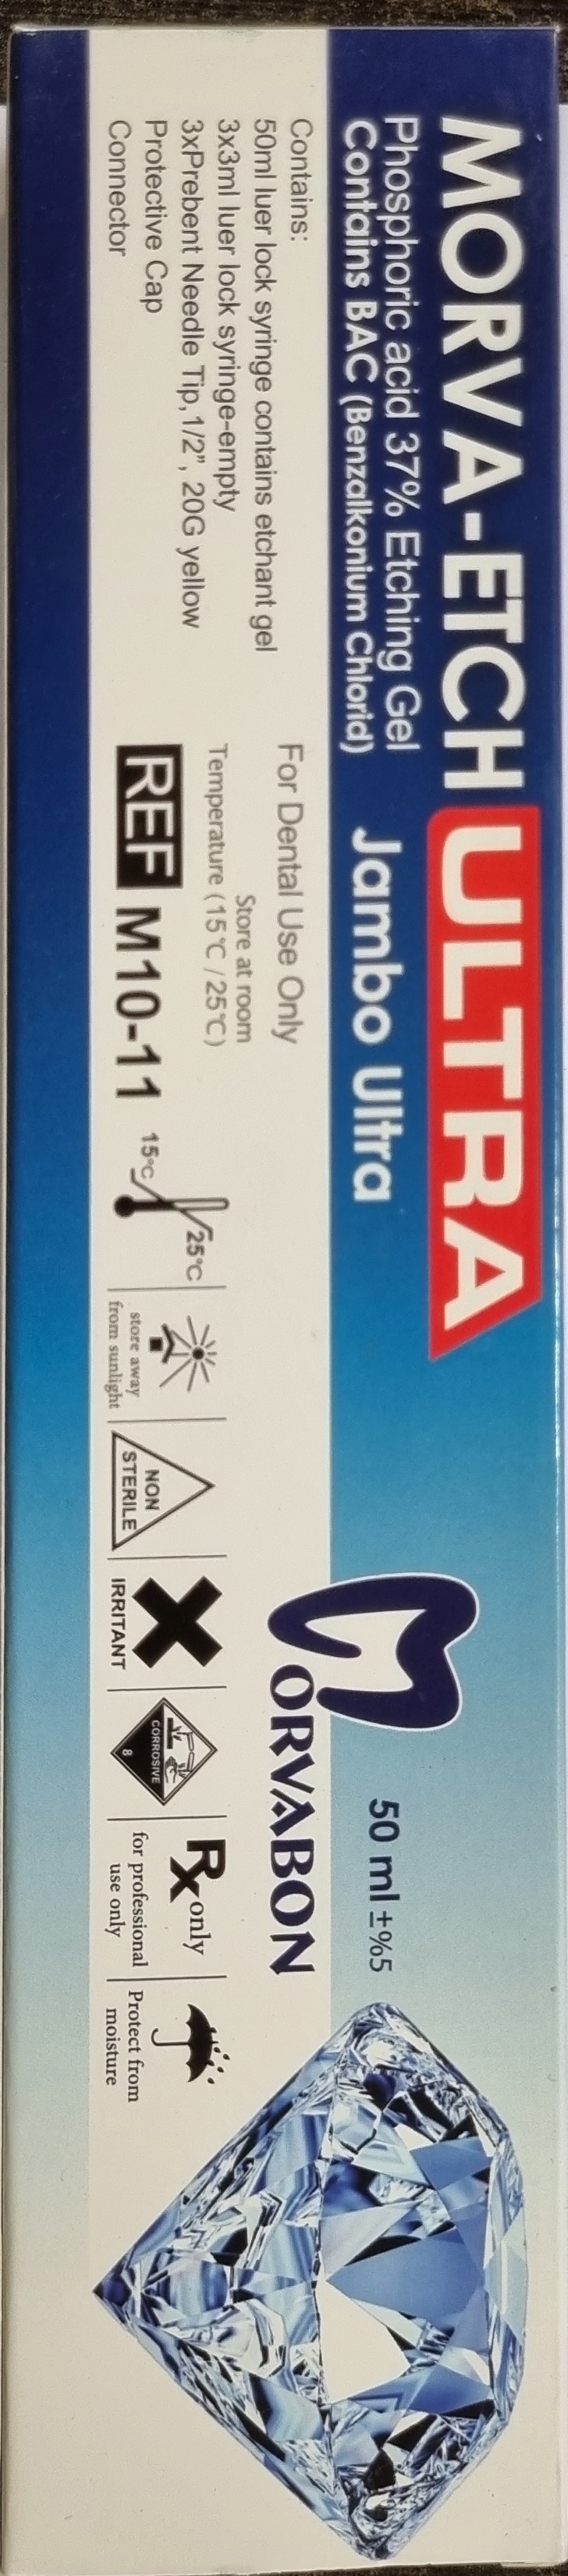 MORVA-ETCH ULTRA
Phosphoric acid 37% Etching Gel
Contains BAC (Benzalkonium Chlorid)
Jambo Ultra
50 ml ±%5
MORVABON
Contains:
50ml luer lock syringe contains etchant gel
3x3ml luer lock syringe-empty
3xPrebent Needle Tip,1/2", 20G yellow
Protective Cap
Connector
For Dental Use Only
Store at room
Temperature (15°C /25°C)
REF M10-11
15°C
25°C
store away
from sunlight
NON
STERILE
IRRITANT
CORROSIVE
8
Rx only
for professional
use only
Protect from
moisture